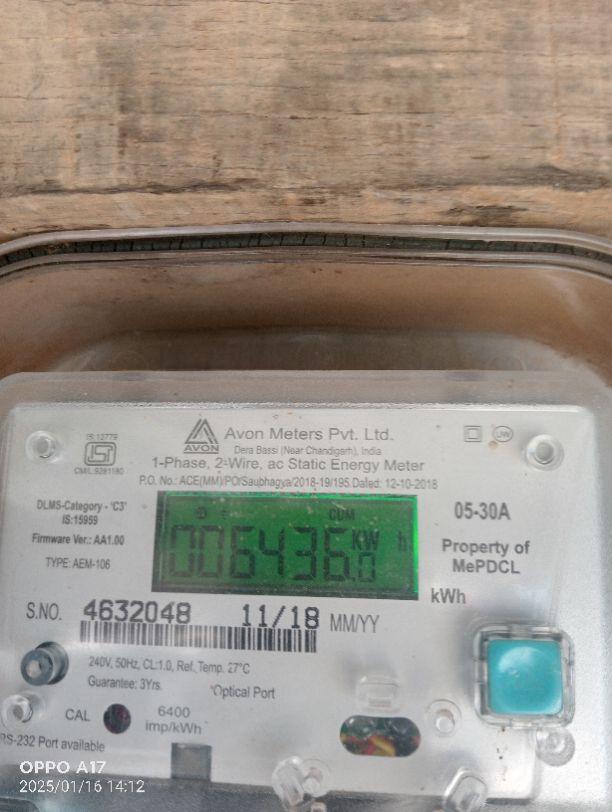 IS:13779
CM/L:9281180
AVON
Avon Meters Pvt. Ltd.
Dera Bassi (Near Chandigarh), India
1-Phase, 2-Wire, ac Static Energy Meter
P.O. No.: ACE(MM)/PO/Saubhagya/2018-19/195 Dated: 12-10-2018
UW
DLMS-Category - 'C3'
IS:15959
Firmware Ver.: AA1.00
TYPE: AEM-106
CUM
006436.0 KW h
05-30A
Property of
MePDCL
kWh
S.NO. 4632048 11/18 MM/YY
240V, 50Hz, CL:1.0, Ref. Temp. 27°C
Guarantee: 3Yrs.
*Optical Port
CAL
6400
imp/kWh
RS-232 Port available
OPPO A17
2025/01/16 14:12